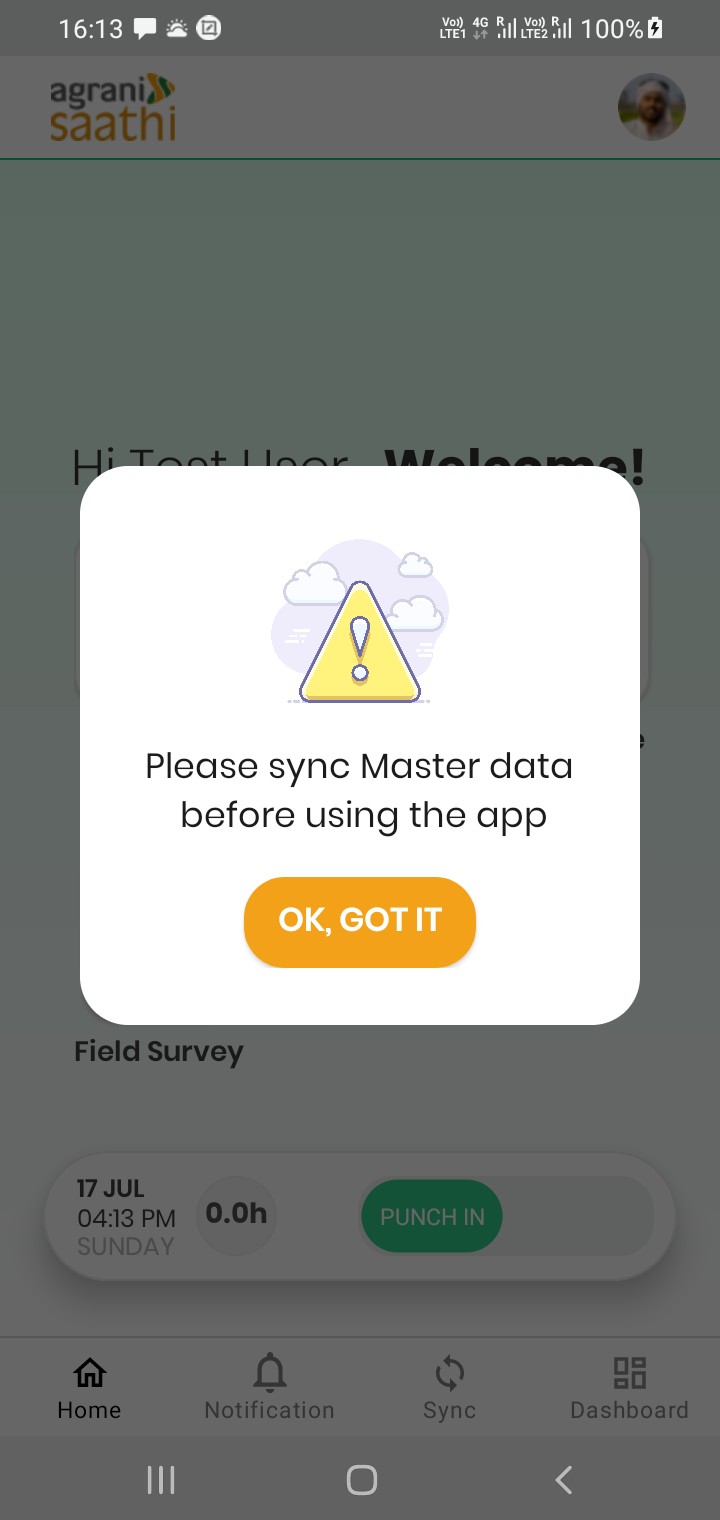 16:13
Vo)) LTE1 4G R Vo)) LTE2 R 100%
agrani
saathi
Hi Test User Welcome!
Please sync Master data
before using the app
OK, GOT IT
Field Survey
17 JUL
04:13 PM
SUNDAY
0.0h
PUNCH IN
Home Notification Sync Dashboard